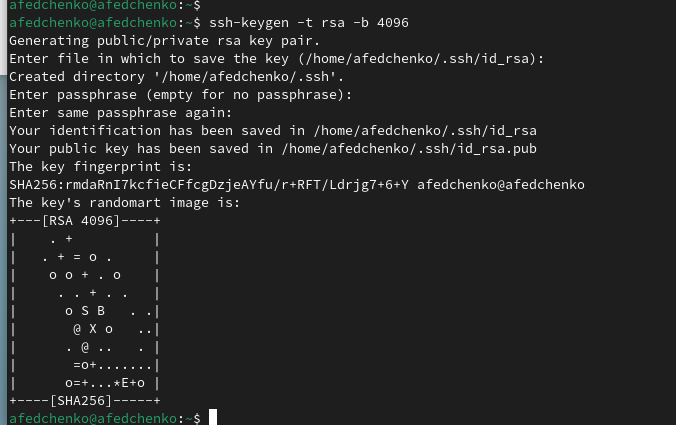 afedchenko@afedchenko:~$
afedchenko@afedchenko:~$ ssh-keygen -t rsa -b 4096
Generating public/private rsa key pair.
Enter file in which to save the key (/home/afedchenko/.ssh/id_rsa):
Created directory '/home/afedchenko/.ssh'.
Enter passphrase (empty for no passphrase):
Enter same passphrase again:
Your identification has been saved in /home/afedchenko/.ssh/id_rsa
Your public key has been saved in /home/afedchenko/.ssh/id_rsa.pub
The key fingerprint is:
SHA256:rmdaRnI7kcfieCFfcgDzjeAYfu/r+RFT/Ldrjg7+6+Y afedchenko@afedchenko
The key's randomart image is:
+---[RSA 4096]----+
|    . +          |
|   . + = o .     |
|    o o + . o    |
|     . . + . .   |
|      o S B   . .|
|       @ X o   ..|
|      . @ ..   . |
|       =o+.......|
|      o=+...*E+o |
+----[SHA256]-----+
afedchenko@afedchenko:~$